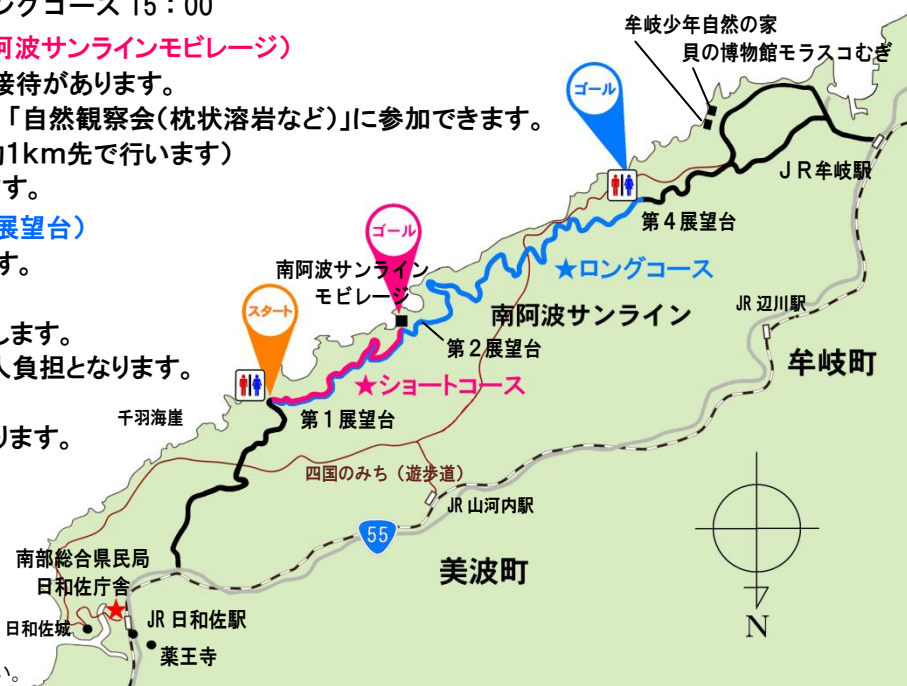 ングコース 15：00
阿波サンラインモビレージ）
接待があります。
「自然観察会（枕状溶岩など）」に参加できます。
1km先で行います）
す。
展望台）
す。
します。
人負担となります。
ります。
い。
牟岐少年自然の家
貝の博物館モラスコむぎ
ゴール
JR牟岐駅
第4展望台
ゴール
★ロングコース
南阿波サンライン
モビレージ
南阿波サンライン
JR 辺川駅
スタート
第2展望台
牟岐町
★ショートコース
千羽海崖
第1展望台
四国のみち（遊歩道）
JR 山河内駅
55
美波町
南部総合県民局
日和佐庁舎
JR 日和佐駅
日和佐城
薬王寺
N